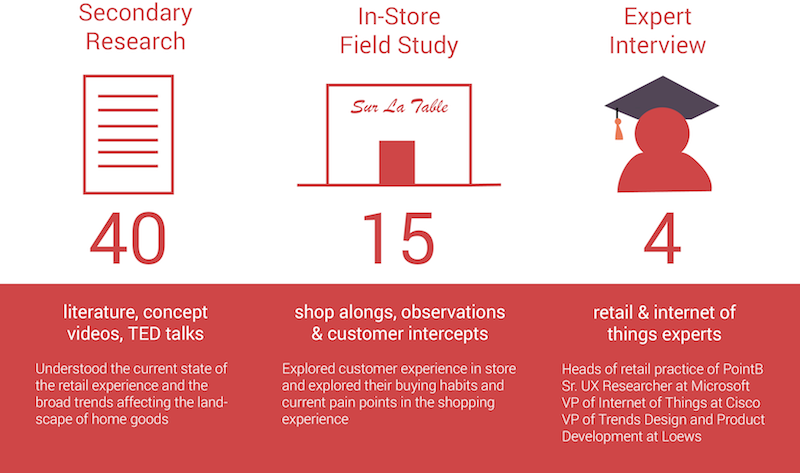 Secondary
Research
In-Store
Field Study
Expert
Interview
Sur La Table
40
15
4
literature, concept
videos, TED talks
Understood the current state of
the retail experience and the
broad trends affecting the land-
scape of home goods
shop alongs, observations
& customer intercepts
Explored customer experience in store
and explored their buying habits and
current pain points in the shopping
experience
retail & internet of
things experts
Heads of retail practice of PointB
Sr. UX Researcher at Microsoft
VP of Internet of Things at Cisco
VP of Trends Design and Product
Development at Loews